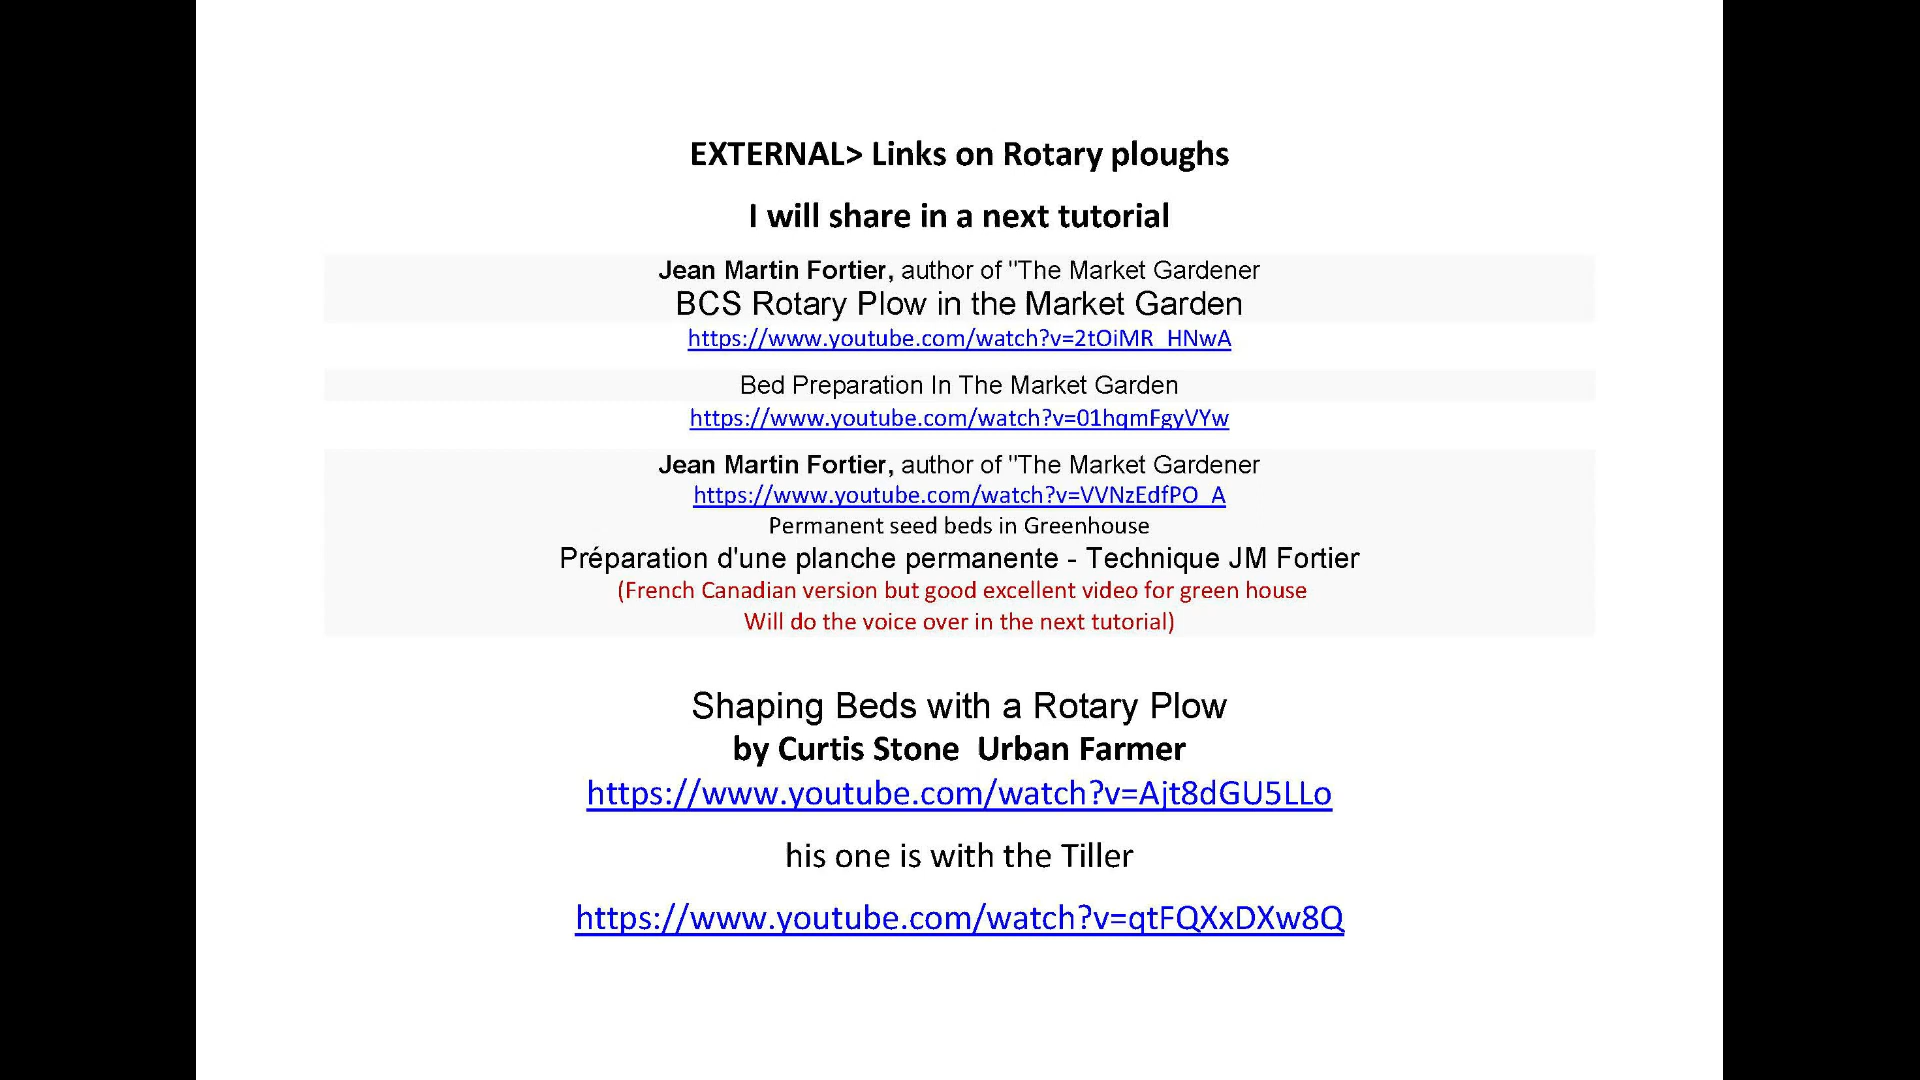 EXTERNAL> Links on Rotary ploughs
I will share in a next tutorial
Jean Martin Fortier, author of "The Market Gardener
BCS Rotary Plow in the Market Garden
https://www.youtube.com/watch?v=2tOiMR_HNwA
Bed Preparation In The Market Garden
https://www.youtube.com/watch?v=01hqmFgyVYw
Jean Martin Fortier, author of "The Market Gardener
https://www.youtube.com/watch?v=VVNzEdfPO_A
Permanent seed beds in Greenhouse
Préparation d'une planche permanente - Technique JM Fortier
(French Canadian version but good excellent video for green house
Will do the voice over in the next tutorial)
Shaping Beds with a Rotary Plow
by Curtis Stone  Urban Farmer
https://www.youtube.com/watch?v=Ajt8dGU5LLo
his one is with the Tiller
https://www.youtube.com/watch?v=qtFQXxDXw8Q